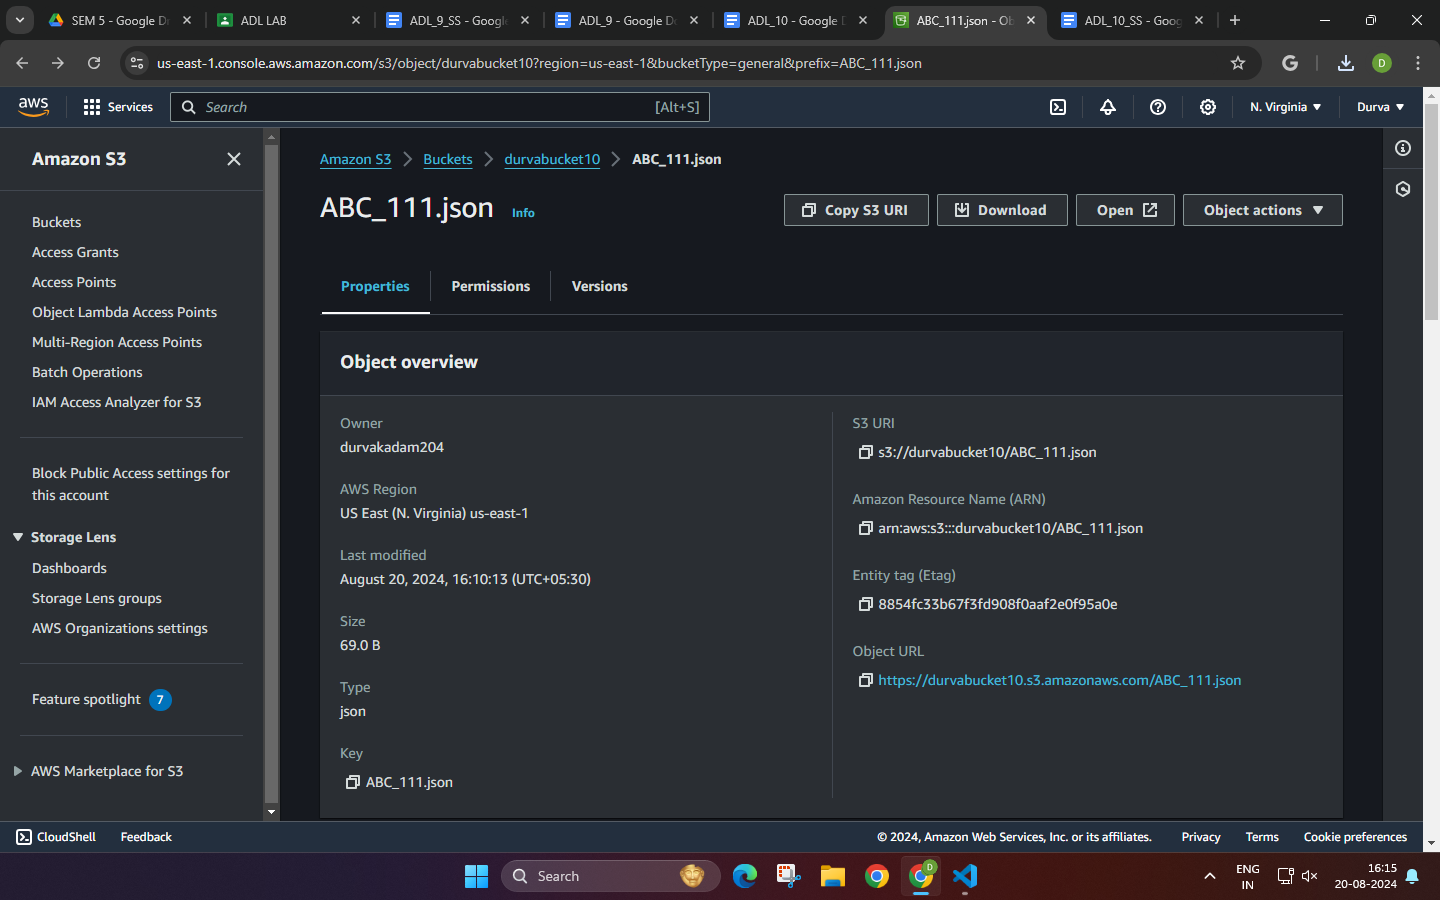 SEM 5 - Google Dr
ADL LAB
ADL_9_SS - Google
ADL_9 - Google Do
ADL_10 - Google D
ABC_111.json - Ob
ADL_10_SS - Goog
us-east-1.console.aws.amazon.com/s3/object/durvabucket10?region=us-east-1&bucketType=general&prefix=ABC_111.json
G
D
aws
Services
Search
[Alt+S]
N. Virginia
Durva
Amazon S3
Buckets
Access Grants
Access Points
Object Lambda Access Points
Multi-Region Access Points
Batch Operations
IAM Access Analyzer for S3
Block Public Access settings for
this account
Storage Lens
Dashboards
Storage Lens groups
AWS Organizations settings
Feature spotlight 7
AWS Marketplace for S3
Amazon S3 > Buckets > durvabucket10 > ABC_111.json
ABC_111.json Info
Copy S3 URI
Download
Open
Object actions
Properties
Permissions
Versions
Object overview
Owner
durvakadam204
AWS Region
US East (N. Virginia) us-east-1
Last modified
August 20, 2024, 16:10:13 (UTC+05:30)
Size
69.0 B
Type
json
Key
ABC_111.json
S3 URI
s3://durvabucket10/ABC_111.json
Amazon Resource Name (ARN)
arn:aws:s3:::durvabucket10/ABC_111.json
Entity tag (Etag)
8854fc33b67f3fd908f0aaf2e0f95a0e
Object URL
https://durvabucket10.s3.amazonaws.com/ABC_111.json
CloudShell
Feedback
© 2024, Amazon Web Services, Inc. or its affiliates.
Privacy
Terms
Cookie preferences
Search
D
ENG
IN
16:15
20-08-2024